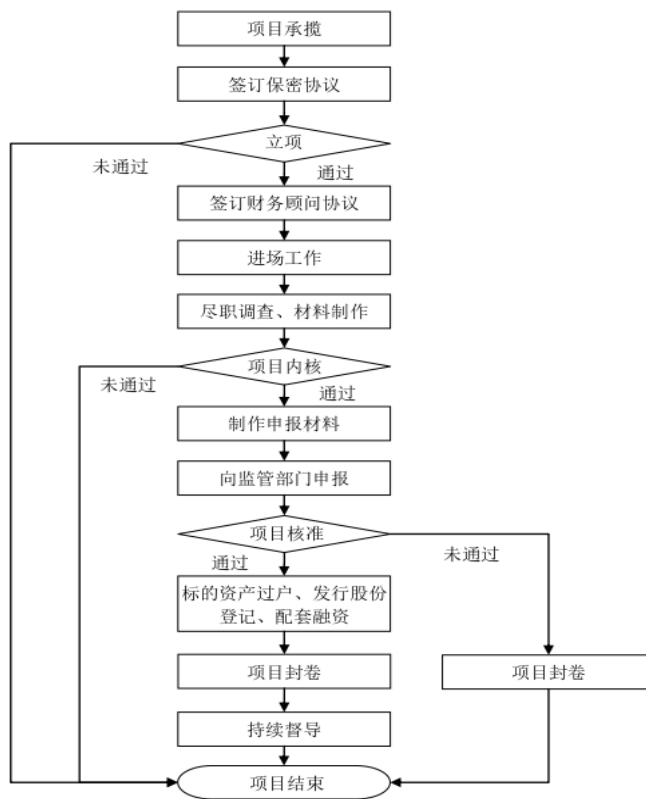 项目承揽
签订保密协议
立项
未通过
通过
签订财务顾问协议
进场工作
尽职调查、材料制作
项目内核
未通过
通过
制作申报材料
向监管部门申报
项目核准
通过
未通过
标的资产过户、发行股份
登记、配套融资
项目封卷
项目封卷
持续督导
项目结束